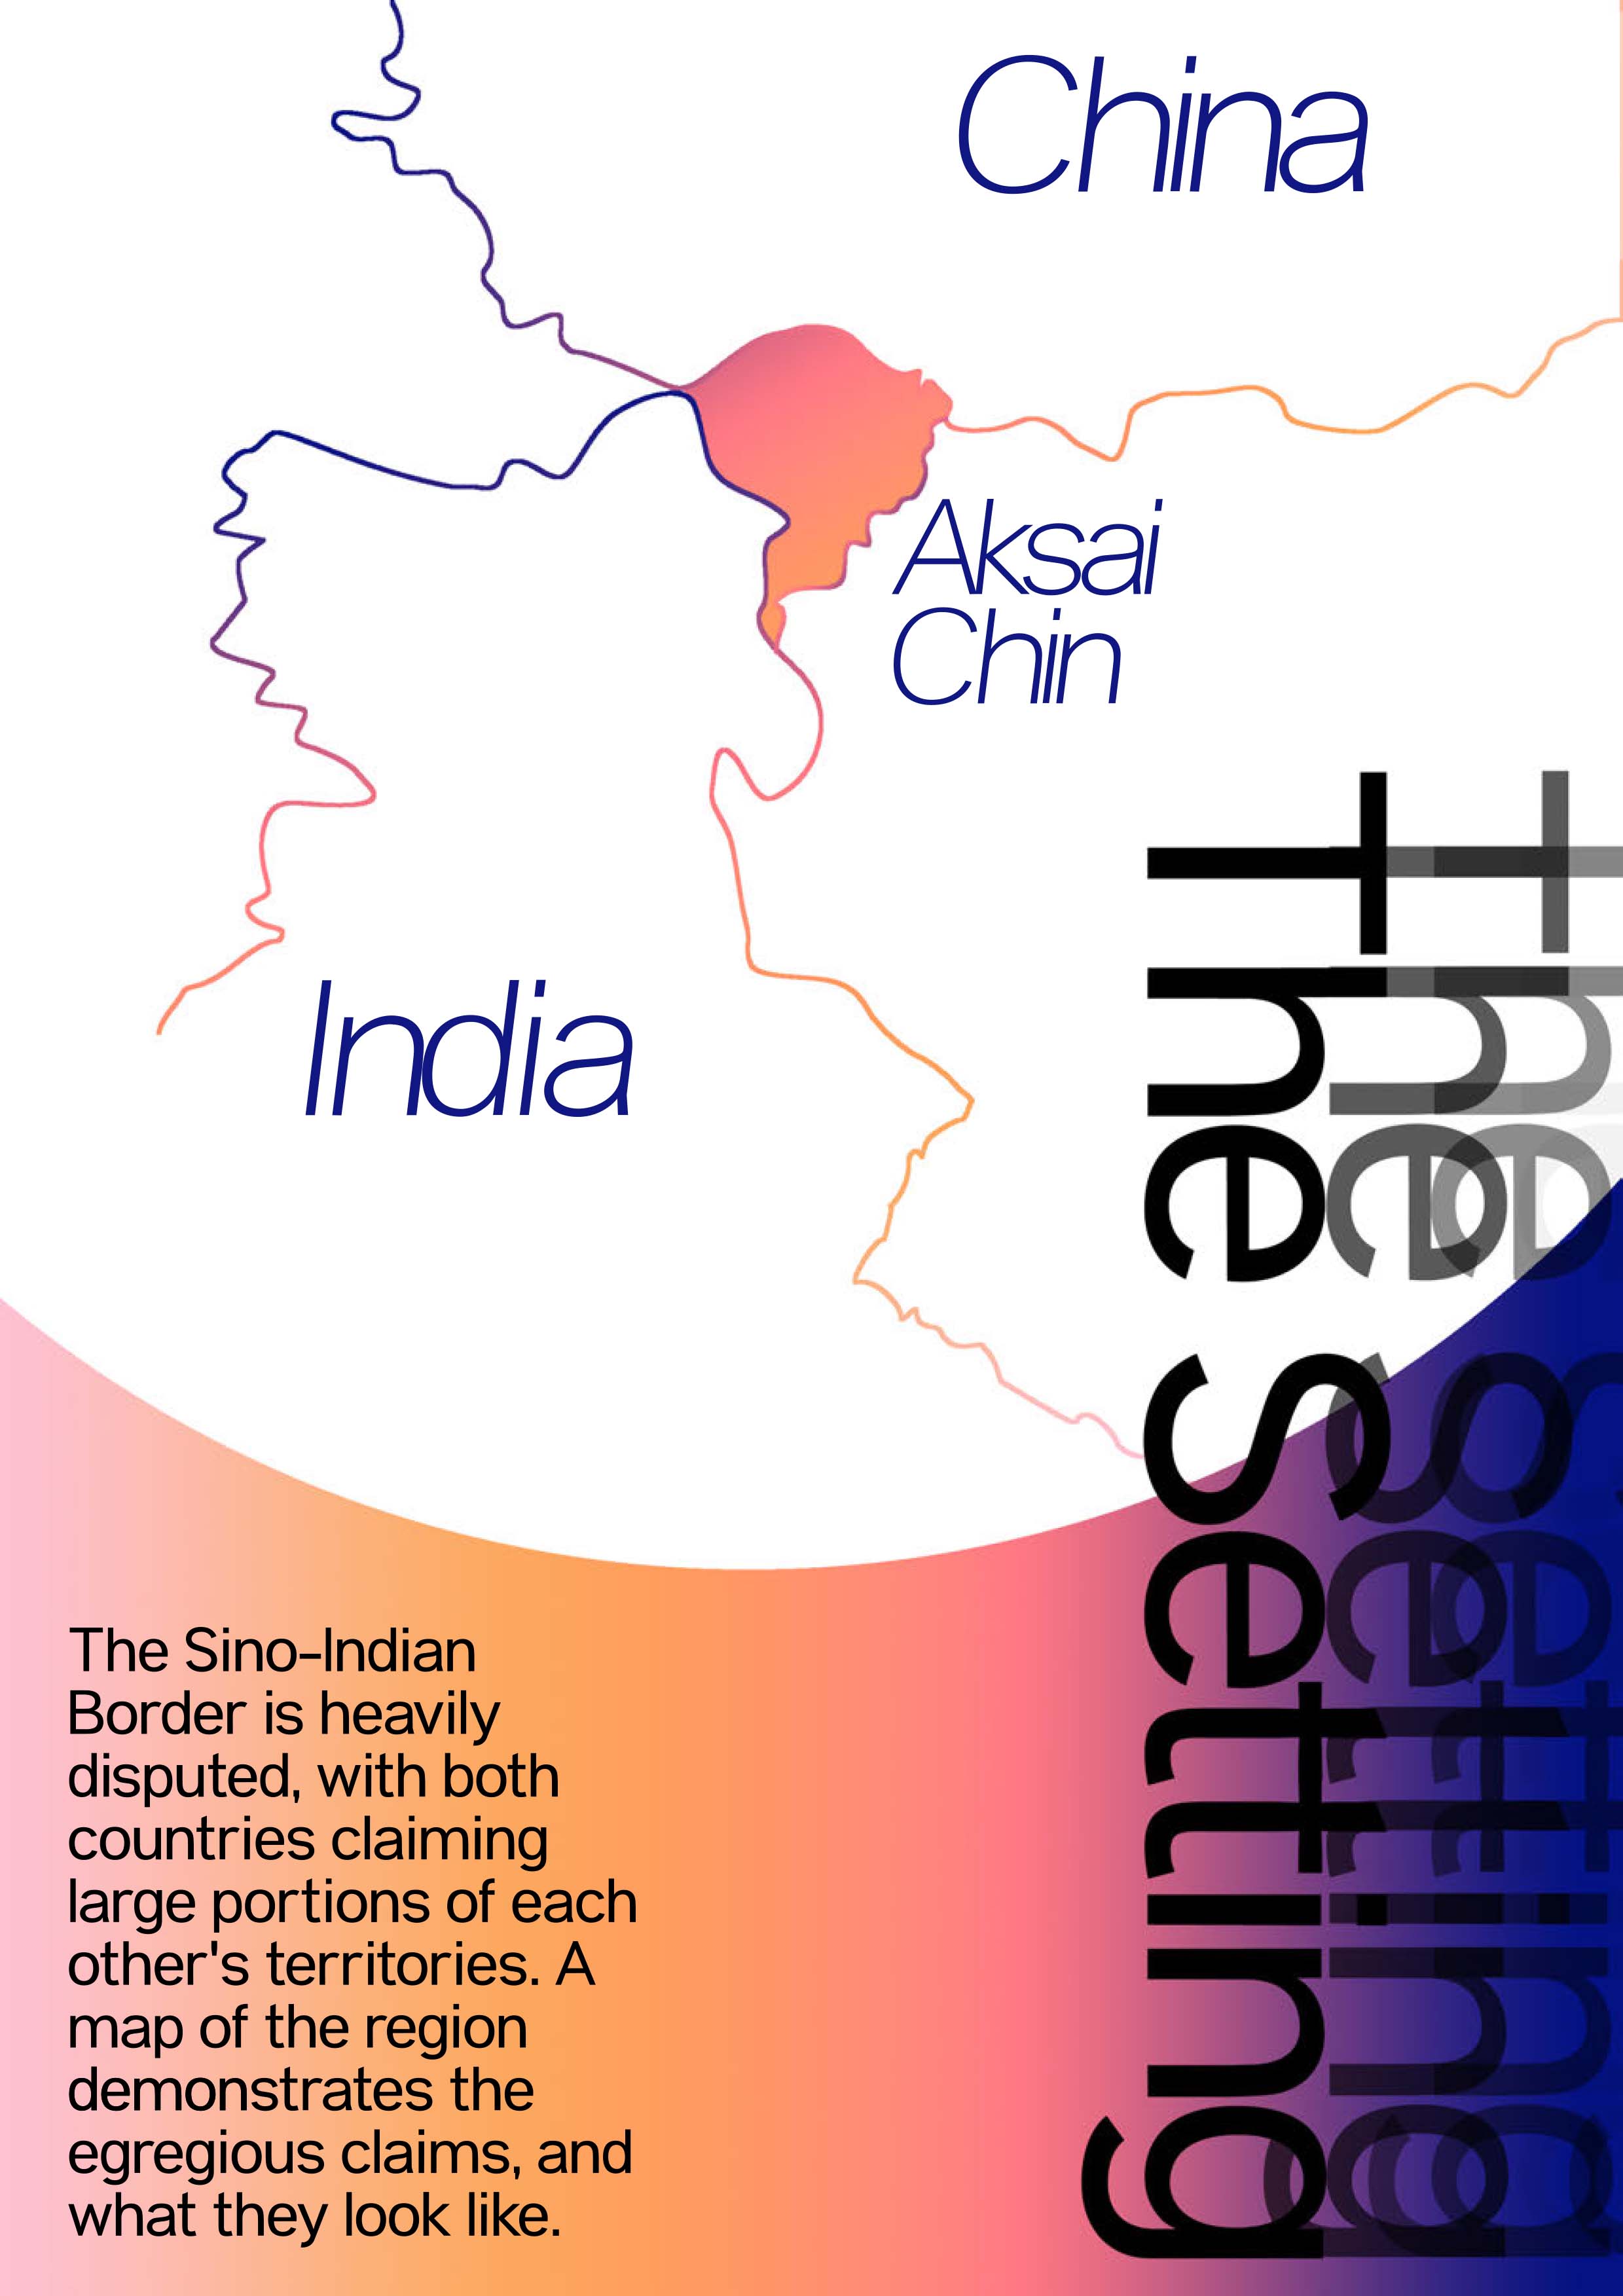 China
Aksai
Chin
India
The Setting
The Sino-Indian
Border is heavily
disputed, with both
countries claiming
large portions of each
other's territories. A
map of the region
demonstrates the
egregious claims, and
what they look like.